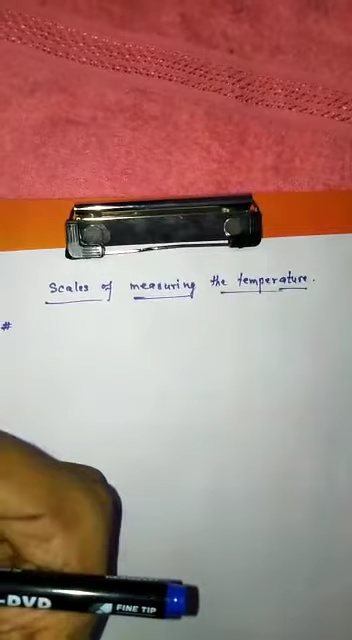 Scales of measuring the temperature.
#
-DVD FINE TIP